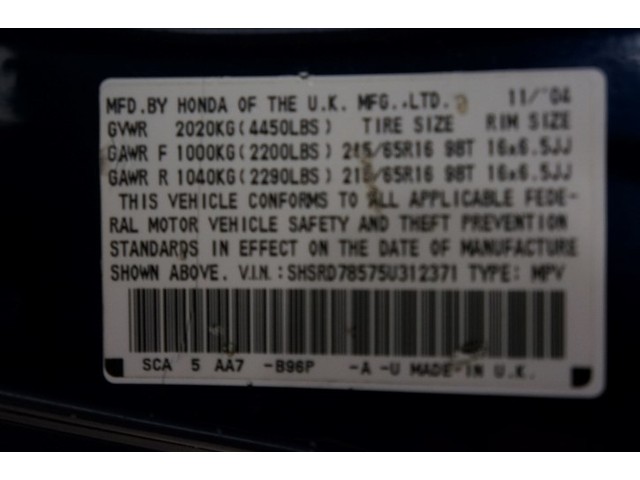 MFD.BY HONDA OF THE U.K. MFG.,LTD. 11/'04
GVWR 2020KG(4450LBS) TIRE SIZE RIM SIZE
GAWR F 1000KG(2200LBS) 215/65R16 98T 16x6.5JJ
GAWR R 1040KG(2290LBS) 215/65R16 98T 16x6.5JJ
THIS VEHICLE CONFORMS TO ALL APPLICABLE FEDE-
RAL MOTOR VEHICLE SAFETY AND THEFT PREVENTION
STANDARDS IN EFFECT ON THE DATE OF MANUFACTURE
SHOWN ABOVE. V.I.N.:SHSRD78575U312371 TYPE: MPV
SCA 5 AA7 -B96P -A -U MADE-IN U.K.